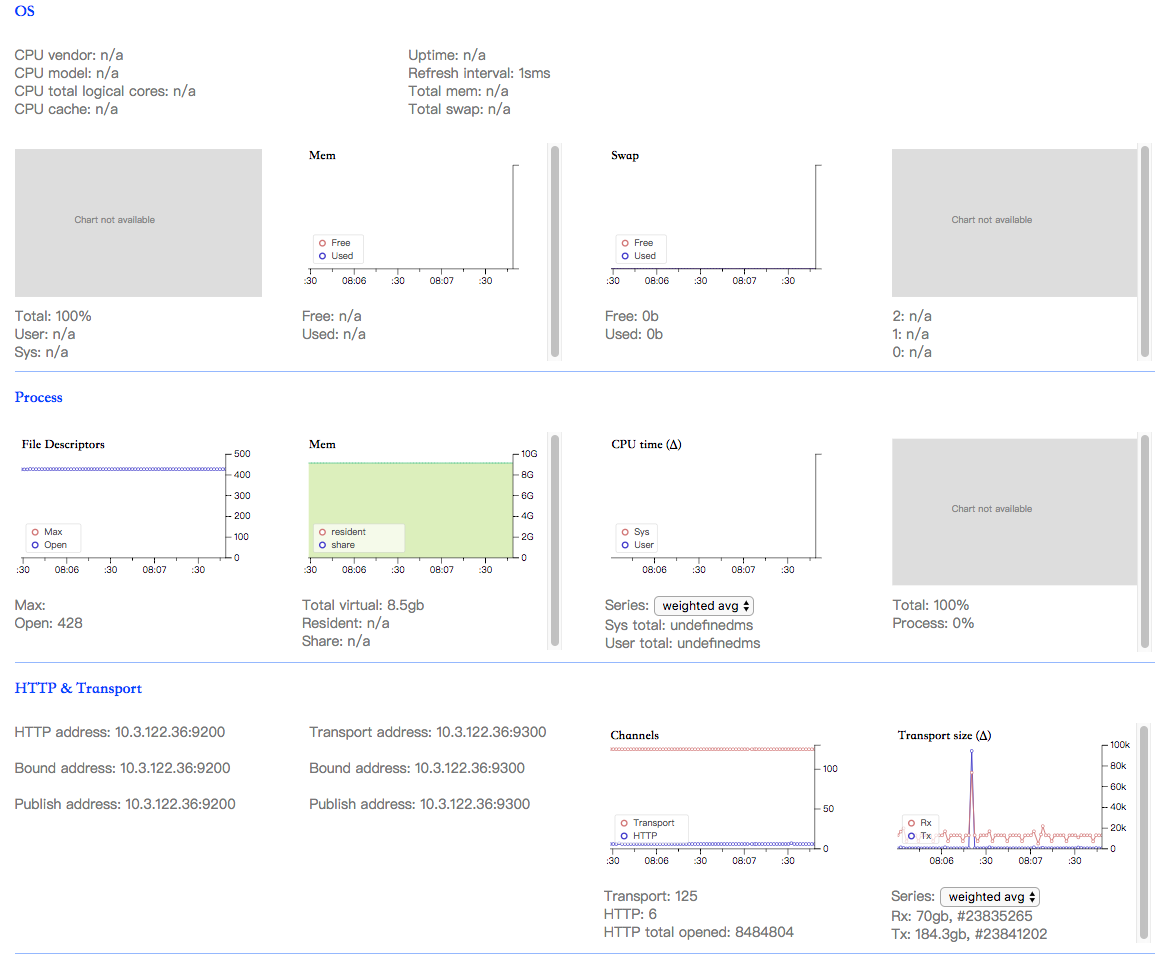 OS
CPU vendor: n/a
CPU model: n/a
CPU total logical cores: n/a
CPU cache: n/a
Uptime: n/a
Refresh interval: 1sms
Total mem: n/a
Total swap: n/a
Chart not available
Total: 100%
User: n/a
Sys: n/a
Mem
Free
Used
:30 08:06 :30 08:07 :30
Free: n/a
Used: n/a
Swap
Free
Used
:30 08:06 :30 08:07 :30
Free: 0b
Used: 0b
Chart not available
2: n/a
1: n/a
0: n/a
Process
File Descriptors
500
400
300
200
100
0
Max
Open
:30 08:06 :30 08:07 :30
Max:
Open: 428
Mem
10G
8G
6G
4G
2G
0
resident
share
:30 08:06 :30 08:07 :30
Total virtual: 8.5gb
Resident: n/a
Share: n/a
CPU time (Δ)
Sys
User
08:06 :30 08:07 :30
Series: weighted avg
Sys total: undefinedms
User total: undefinedms
Chart not available
Total: 100%
Process: 0%
HTTP & Transport
HTTP address: 10.3.122.36:9200
Bound address: 10.3.122.36:9200
Publish address: 10.3.122.36:9200
Transport address: 10.3.122.36:9300
Bound address: 10.3.122.36:9300
Publish address: 10.3.122.36:9300
Channels
100
50
0
Transport
HTTP
:30 08:06 :30 08:07 :30
Transport: 125
HTTP: 6
HTTP total opened: 8484804
Transport size (Δ)
100k
80k
60k
40k
20k
0
Rx
Tx
08:06 :30 08:07 :30
Series: weighted avg
Rx: 70gb, #23835265
Tx: 184.3gb, #23841202